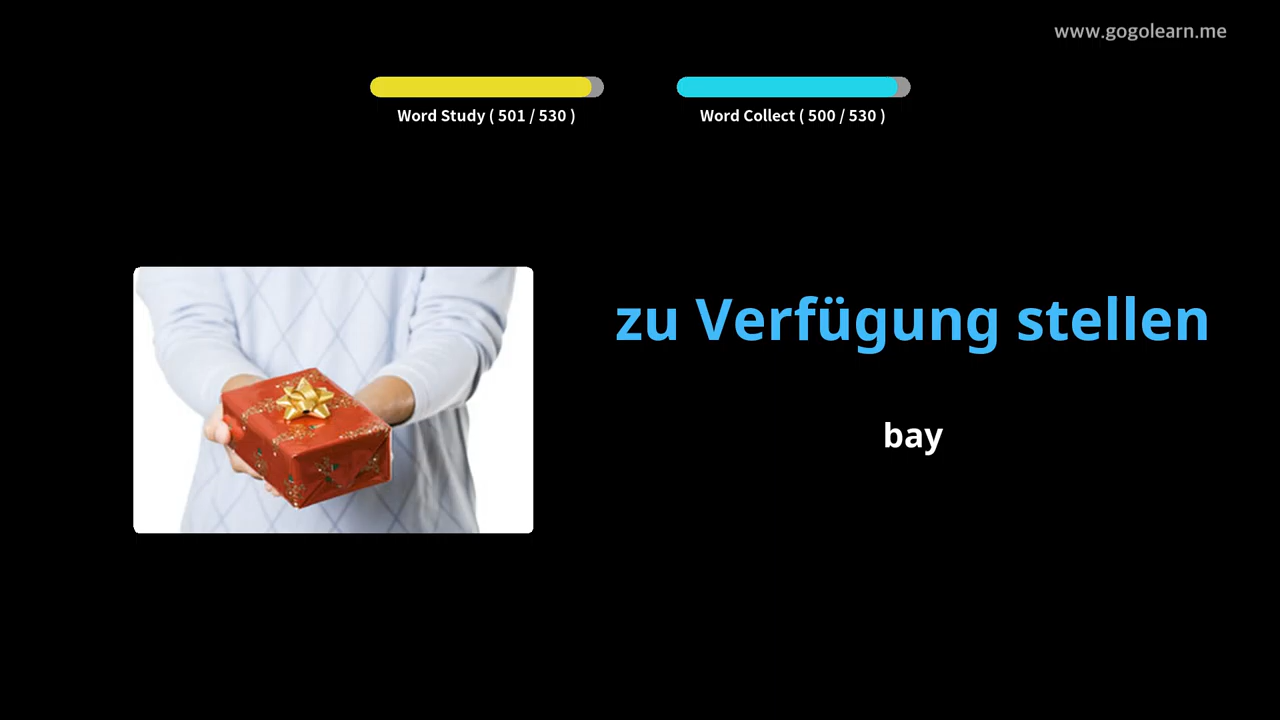 www.gogolearn.me
Word Study ( 501 / 530 )
Word Collect ( 500 / 530 )
zu Verfügung stellen
bay